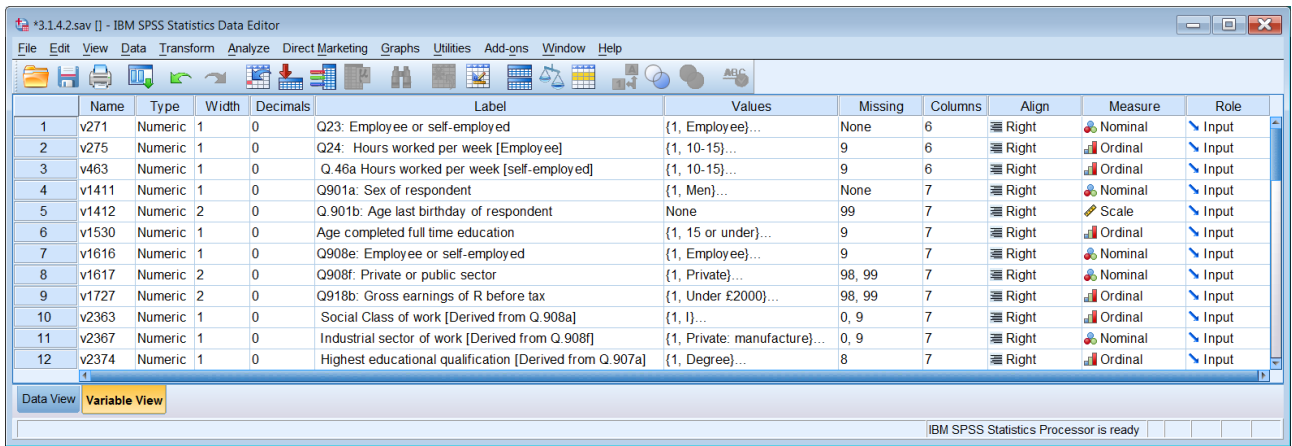 *3.1.4.2.sav [] - IBM SPSS Statistics Data Editor
File Edit View Data Transform Analyze Direct Marketing Graphs Utilities Add-ons Window Help
Name Type Width Decimals Label Values Missing Columns Align Measure Role
1 v271 Numeric 1 0 Q23: Employee or self-employed {1, Employee}... None 6 Right Nominal Input
2 v275 Numeric 1 0 Q24: Hours worked per week [Employee] {1, 10-15}... 9 6 Right Ordinal Input
3 v463 Numeric 1 0 Q.46a Hours worked per week [self-employed] {1, 10-15}... 9 6 Right Ordinal Input
4 v1411 Numeric 1 0 Q901a: Sex of respondent {1, Men}... None 7 Right Nominal Input
5 v1412 Numeric 2 0 Q.901b: Age last birthday of respondent None 99 7 Right Scale Input
6 v1530 Numeric 1 0 Age completed full time education {1, 15 or under}... 9 7 Right Ordinal Input
7 v1616 Numeric 1 0 Q908e: Employee or self-employed {1, Employee}... 9 7 Right Nominal Input
8 v1617 Numeric 2 0 Q908f: Private or public sector {1, Private}... 98, 99 7 Right Nominal Input
9 v1727 Numeric 2 0 Q918b: Gross earnings of R before tax {1, Under £2000}... 98, 99 7 Right Ordinal Input
10 v2363 Numeric 1 0 Social Class of work [Derived from Q.908a] {1, I}... 0, 9 7 Right Ordinal Input
11 v2367 Numeric 1 0 Industrial sector of work [Derived from Q.908f] {1, Private: manufacture}... 0, 9 7 Right Nominal Input
12 v2374 Numeric 1 0 Highest educational qualification [Derived from Q.907a] {1, Degree}... 8 7 Right Ordinal Input
Data View Variable View
IBM SPSS Statistics Processor is ready